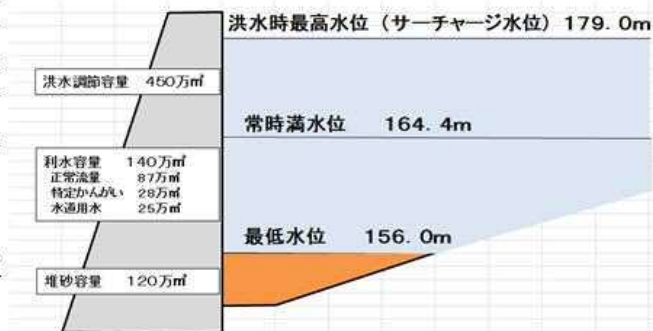 洪水時最高水位（サーチャージ水位）179.0m
洪水調節容量 450万㎥
常時満水位 164.4m
利水容量 140万㎥
正常流量 87万㎥
特定かんがい 28万㎥
水道用水 25万㎥
最低水位 156.0m
堆砂容量 120万㎥